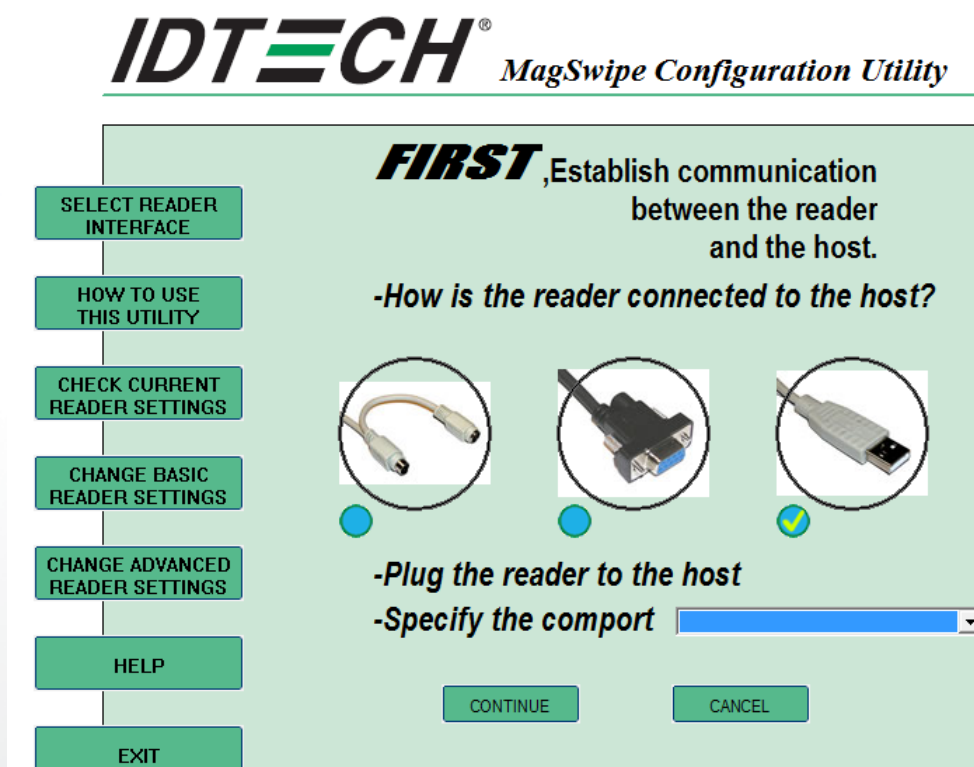 IDTECH®
MagSwipe Configuration Utility
FIRST ,Establish communication
between the reader
and the host.
-How is the reader connected to the host?
SELECT READER
INTERFACE
HOW TO USE
THIS UTILITY
CHECK CURRENT
READER SETTINGS
CHANGE BASIC
READER SETTINGS
CHANGE ADVANCED
READER SETTINGS
HELP
EXIT
-Plug the reader to the host
-Specify the comport
CONTINUE
CANCEL